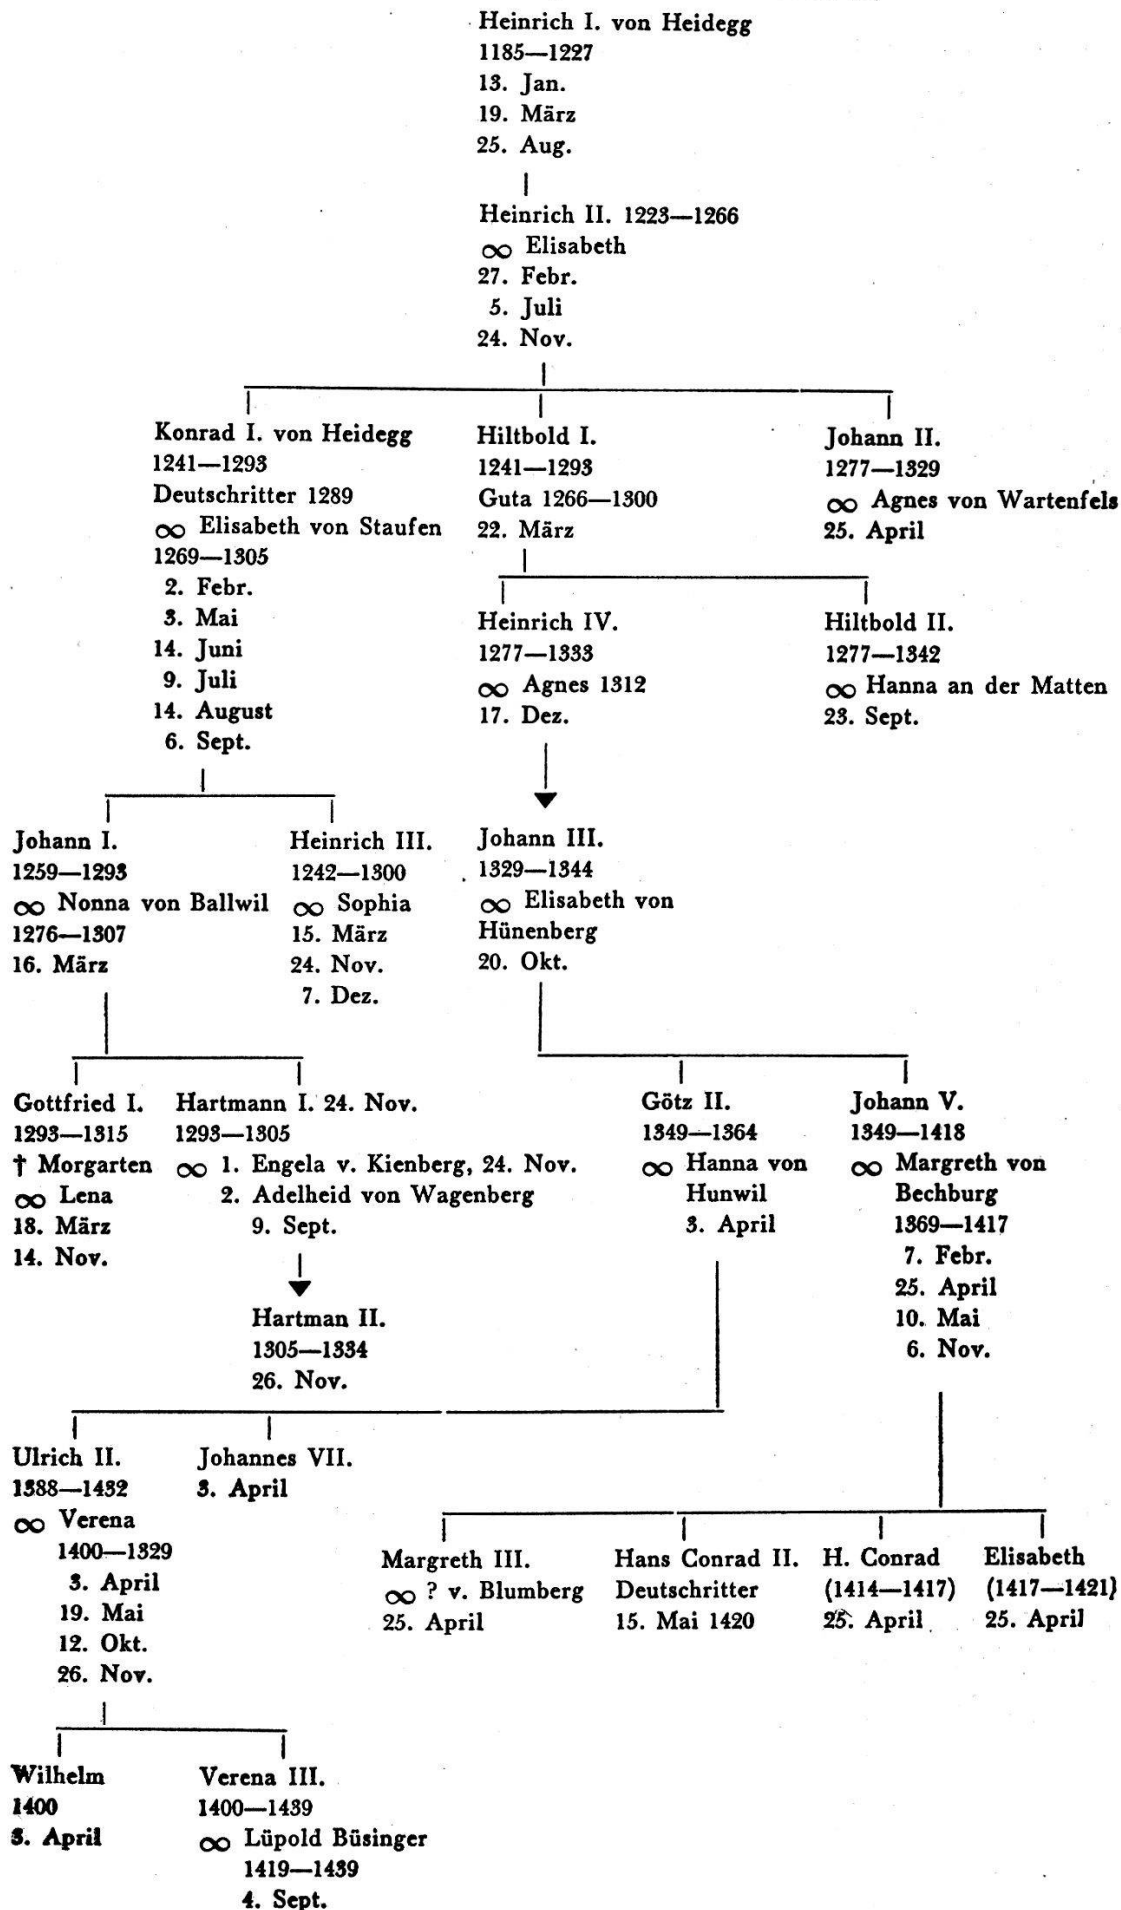 Heinrich I. von Heidegg
1185—1227
13. Jan.
19. März
25. Aug.
Heinrich II. 1223—1266
∞ Elisabeth
27. Febr.
5. Juli
24. Nov.
Konrad I. von Heidegg
1241—1293
Deutschritter 1289
∞ Elisabeth von Staufen
1269—1305
2. Febr.
3. Mai
14. Juni
9. Juli
14. August
6. Sept.
Hiltbold I.
1241—1293
Guta 1266—1300
22. März
Johann II.
1277—1329
∞ Agnes von Wartenfels
25. April
Heinrich IV.
1277—1333
∞ Agnes 1312
17. Dez.
Hiltbold II.
1277—1342
∞ Hanna an der Matten
23. Sept.
Johann I.
1259—1293
∞ Nonna von Ballwil
1276—1307
16. März
Heinrich III.
1242—1300
∞ Sophia
15. März
24. Nov.
7. Dez.
Johann III.
1329—1344
∞ Elisabeth von
Hünenberg
20. Okt.
Gottfried I.
1293—1315
† Morgarten
∞ Lena
18. März
14. Nov.
Hartmann I. 24. Nov.
1293—1305
∞ 1. Engela v. Kienberg, 24. Nov.
2. Adelheid von Wagenberg
9. Sept.
Götz II.
1349—1364
∞ Hanna von
Hunwil
3. April
Johann V.
1349—1418
∞ Margreth von
Bechburg
1369—1417
7. Febr.
25. April
10. Mai
6. Nov.
Hartman II.
1305—1334
26. Nov.
Ulrich II.
1388—1432
∞ Verena
1400—1329
3. April
19. Mai
12. Okt.
26. Nov.
Johannes VII.
3. April
Margreth III.
∞ ? v. Blumberg
25. April
Hans Conrad II.
Deutschritter
15. Mai 1420
H. Conrad
(1414—1417)
25. April
Elisabeth
(1417—1421)
25. April
Wilhelm
1400
3. April
Verena III.
1400—1439
∞ Lüpold Büsinger
1419—1439
4. Sept.